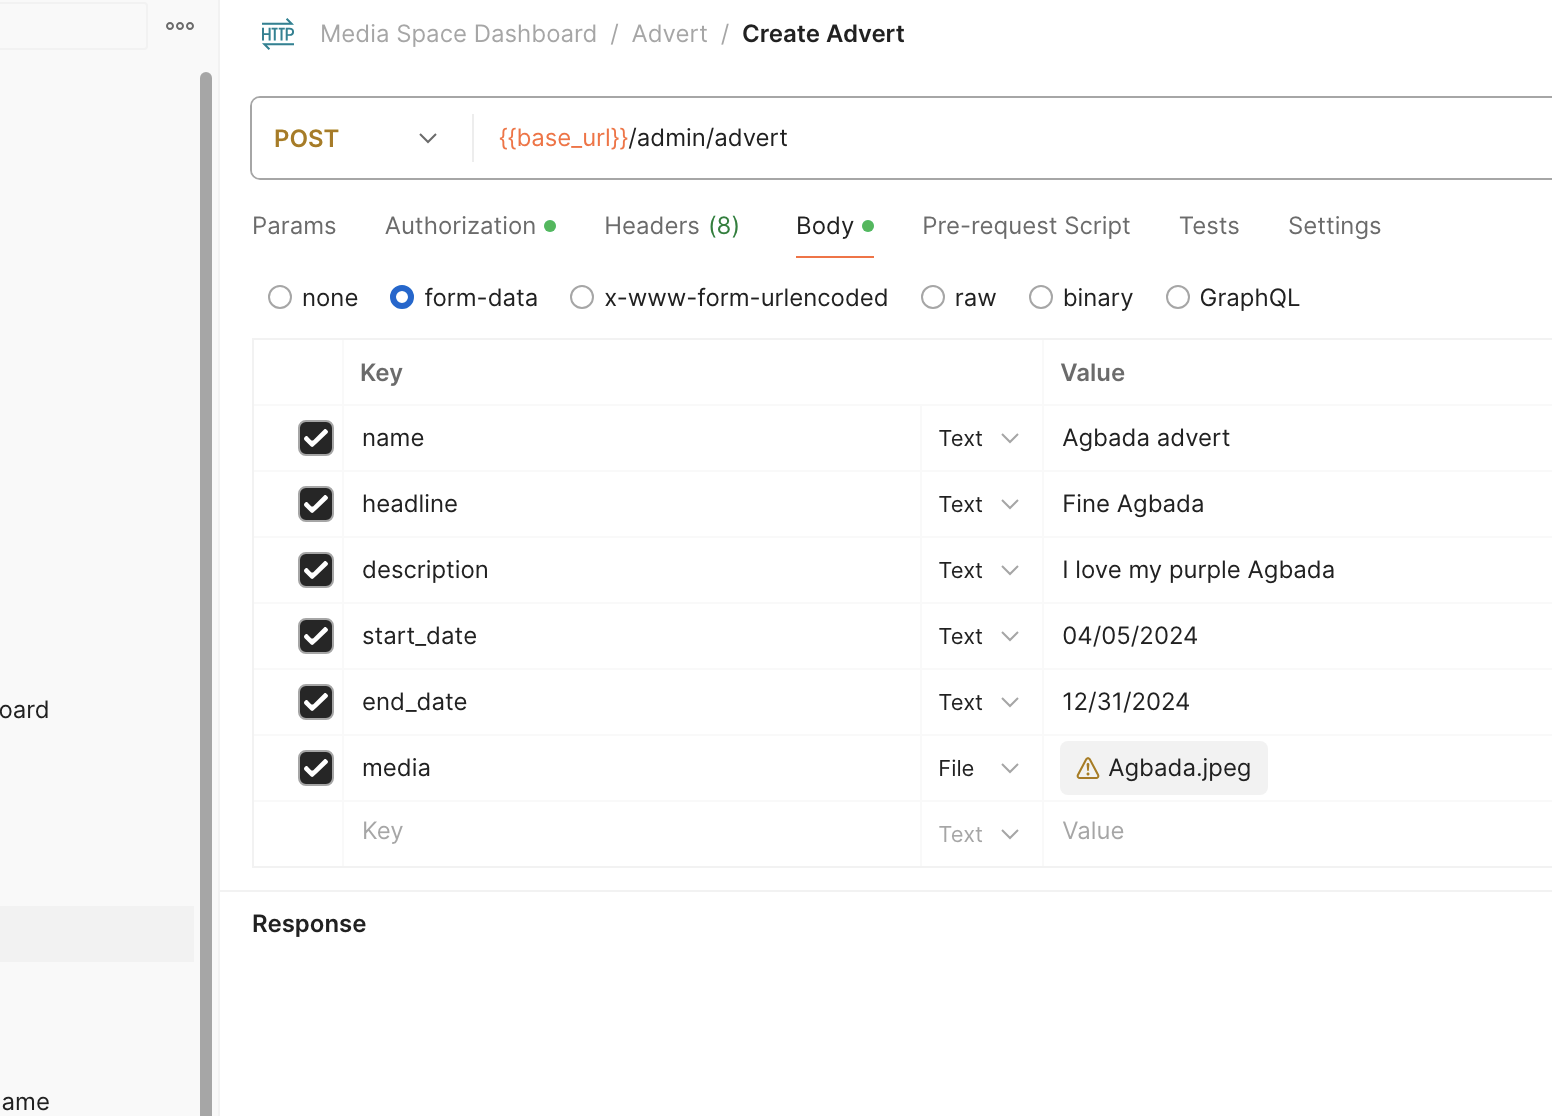 HTTP Media Space Dashboard / Advert / Create Advert
POST {{base_url}}/admin/advert
Params Authorization Headers (8) Body Pre-request Script Tests Settings
none form-data x-www-form-urlencoded raw binary GraphQL
Key Value
name Text Agbada advert
headline Text Fine Agbada
description Text I love my purple Agbada
start_date Text 04/05/2024
end_date Text 12/31/2024
media File Agbada.jpeg
Key Text Value
Response
oard
ame